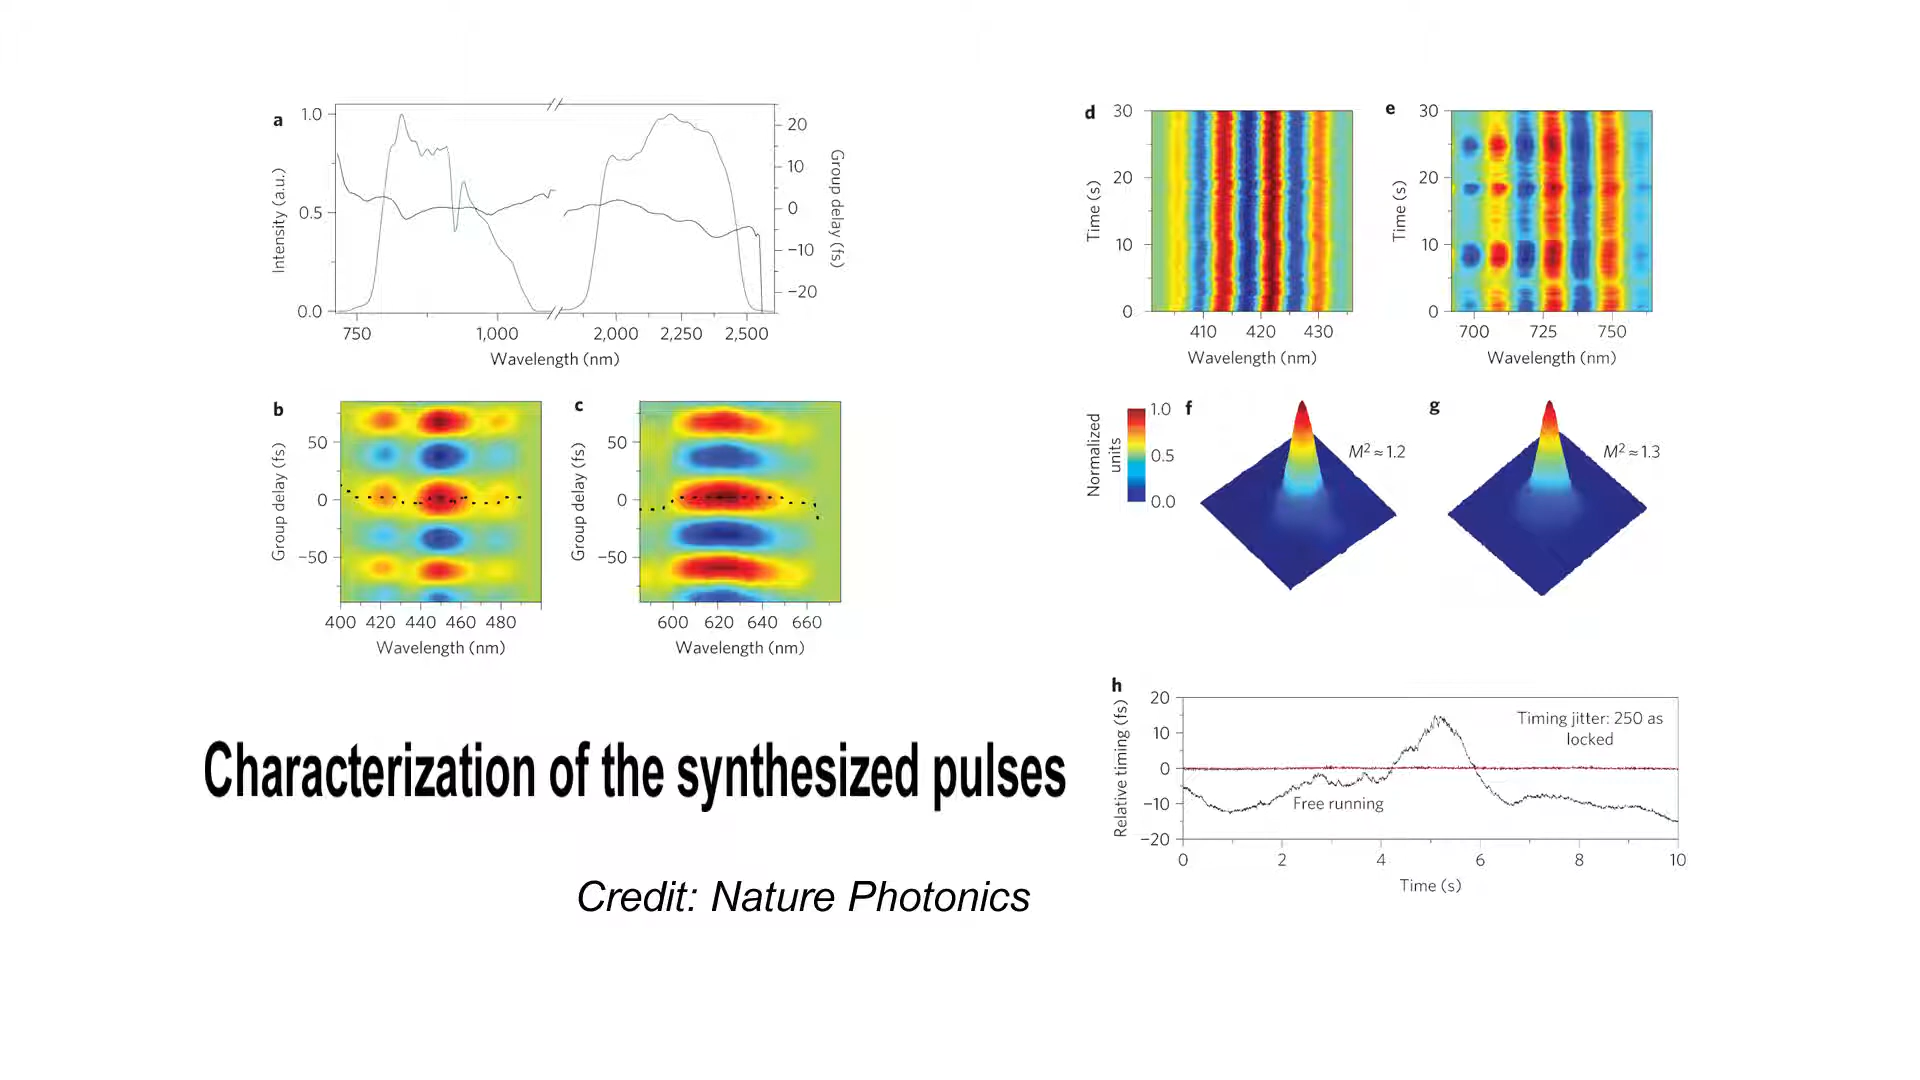 a
1.0
0.5
0.0
Intensity (a.u.)
20
10
0
−10
−20
Group delay (fs)
750
1,000
2,000
2,250
2,500
Wavelength (nm)
b
50
0
−50
Group delay (fs)
400 420 440 460 480
Wavelength (nm)
c
50
0
−50
Group delay (fs)
600 620 640 660
Wavelength (nm)
d
30
20
10
0
Time (s)
410 420 430
Wavelength (nm)
e
30
20
10
0
Time (s)
700 725 750
Wavelength (nm)
Normalized
units
1.0
0.5
0.0
f
M² ≈ 1.2
g
M² ≈ 1.3
h
20
10
0
−10
−20
Relative timing (fs)
Timing jitter: 250 as
locked
Free running
0 2 4 6 8 10
Time (s)
Characterization of the synthesized pulses
Credit: Nature Photonics